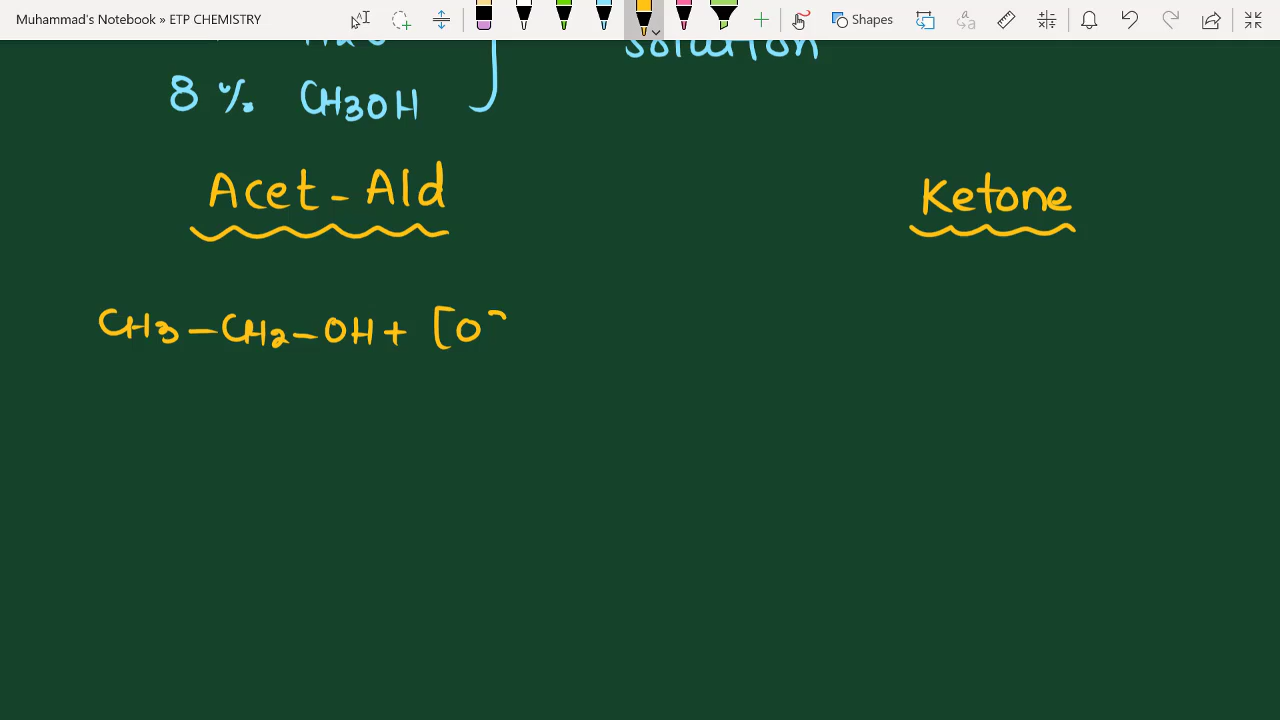 Muhammad's Notebook » ETP CHEMISTRY
Shapes
solution
8 % CH3OH
Acet - Ald
Ketone
CH3 - CH2 - OH + [O